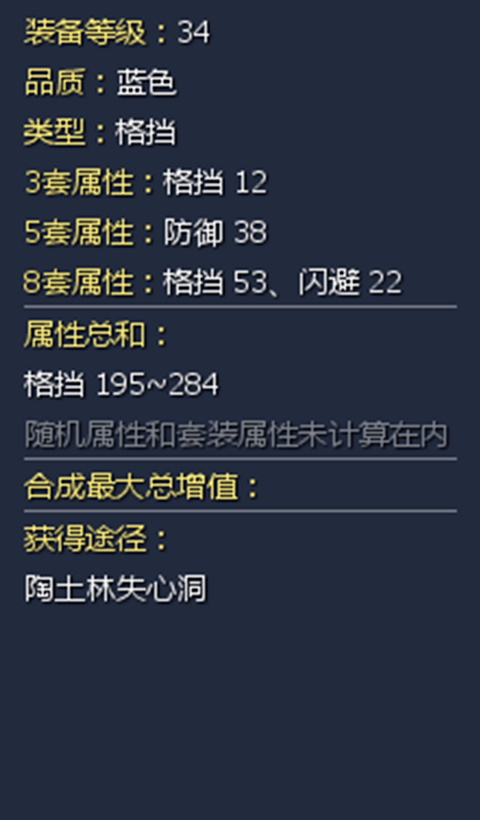 装备等级：34
品质：蓝色
类型：格挡
3套属性：格挡 12
5套属性：防御 38
8套属性：格挡 53、闪避 22
属性总和：
格挡 195~284
随机属性和套装属性未计算在内
合成最大总增值：
获得途径：
陶土林失心洞